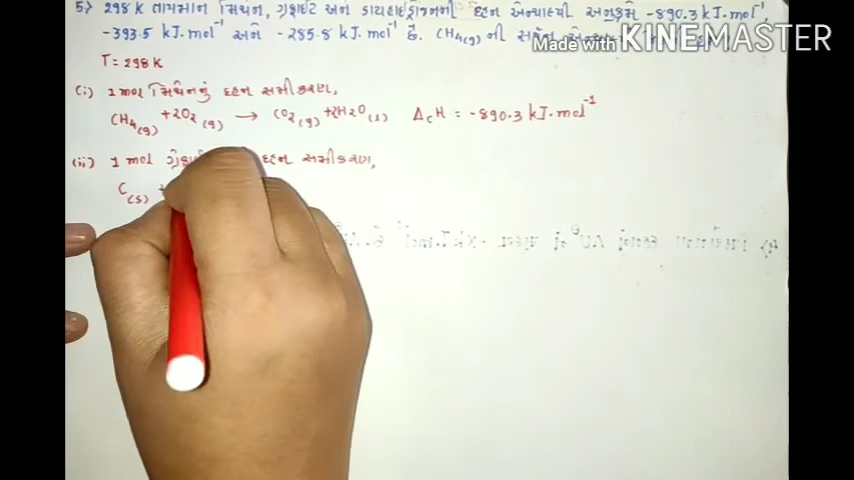 5.> 298 K તાપમાને મિથેન, ગ્રેફાઈટ અને ડાયહાઈડ્રોજનની દહન એન્થાલ્પી અનુક્રમે -890.3 kJ.mol⁻¹,
-393.5 kJ.mol⁻¹ અને -285.8 kJ.mol⁻¹ છે. CH₄(g) ની
Made with KINEMASTER
T = 298 K
(i) 1 mol મિથેનનું દહન સમીકરણ,
CH₄(g) + 2O₂(g) → CO₂(g) + 2H₂O(l) ΔcH = -890.3 kJ.mol⁻¹
(ii) 1 mol દહન સમીકરણ,
C(s) +